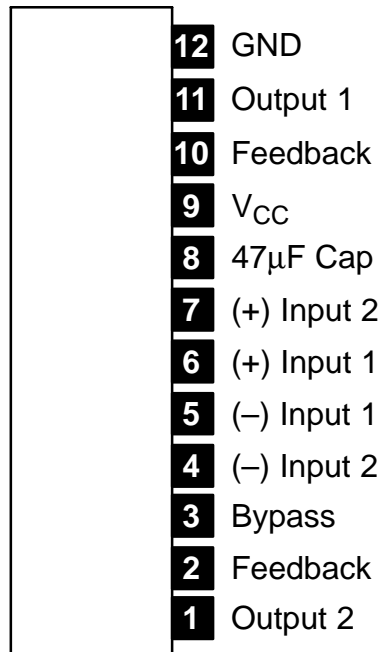 12 GND
11 Output 1
10 Feedback
9 VCC
8 47μF Cap
7 (+) Input 2
6 (+) Input 1
5 (–) Input 1
4 (–) Input 2
3 Bypass
2 Feedback
1 Output 2